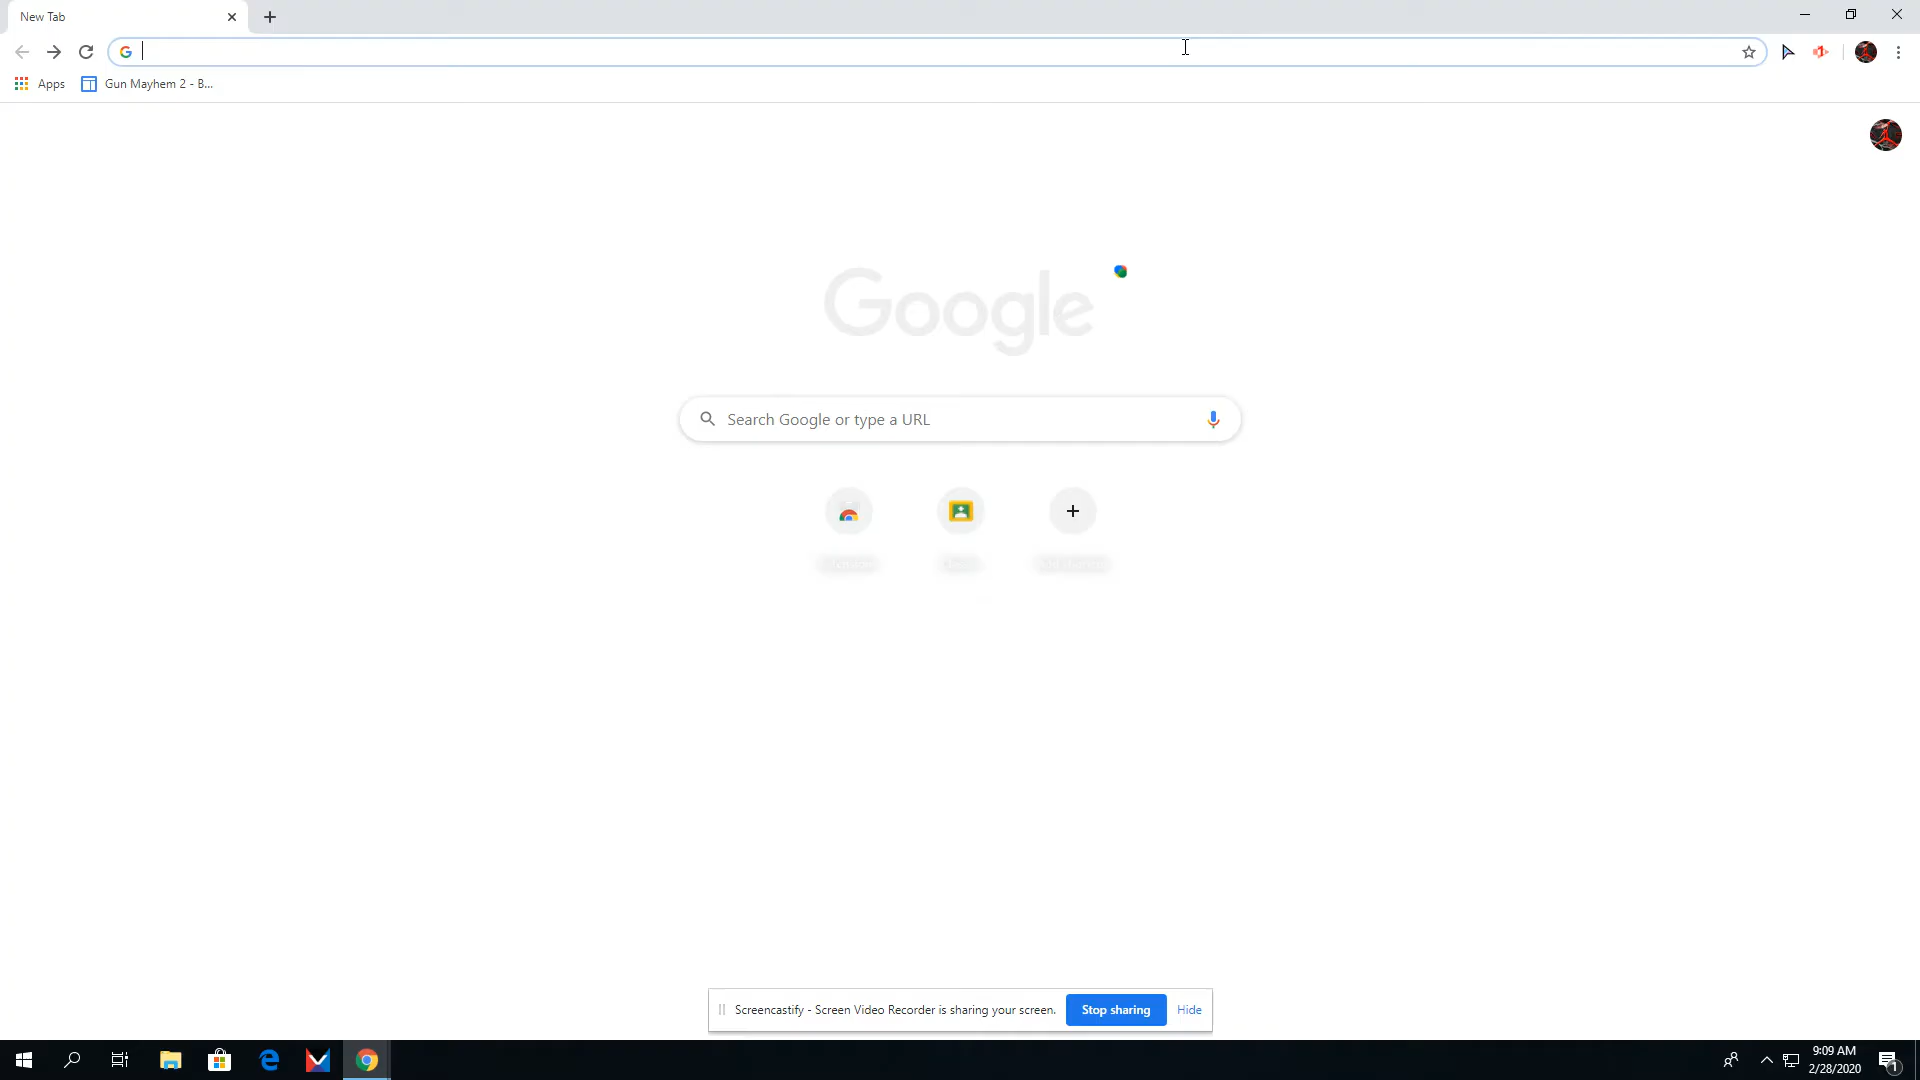 New Tab
Apps
Gun Mayhem 2 - B...
Google
Search Google or type a URL
Screencastify - Screen Video Recorder is sharing your screen.
Stop sharing
Hide
9:09 AM
2/28/2020
1